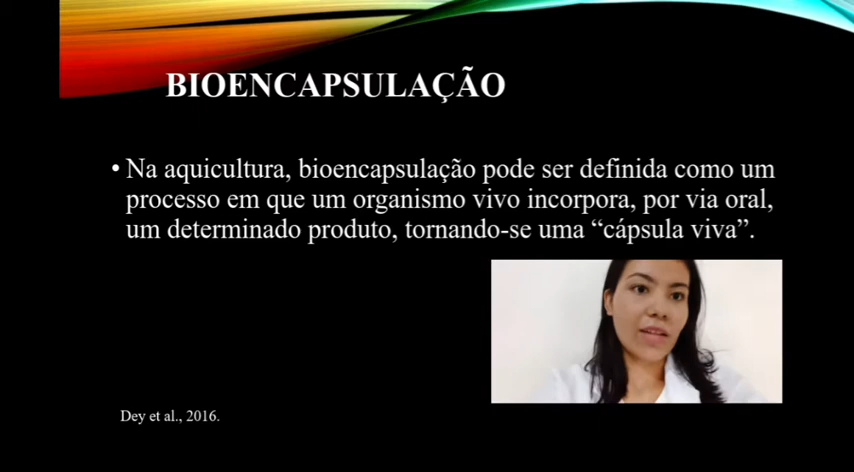 BIOENCAPSULAÇÃO
• Na aquicultura, bioencapsulação pode ser definida como um
processo em que um organismo vivo incorpora, por via oral,
um determinado produto, tornando-se uma “cápsula viva”.
Dey et al., 2016.